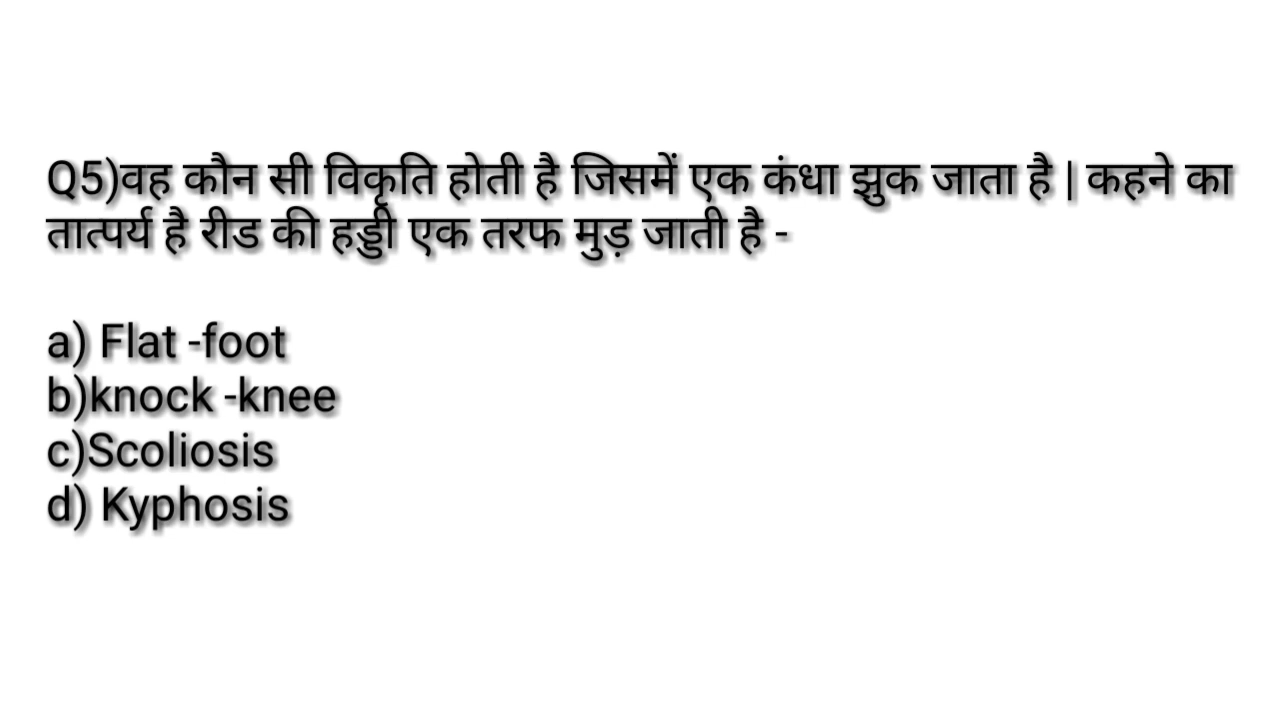 Q5)वह कौन सी विकृति होती है जिसमें एक कंधा झुक जाता है | कहने का
तात्पर्य है रीड की हड्डी एक तरफ मुड़ जाती है -
a) Flat -foot
b)knock -knee
c)Scoliosis
d) Kyphosis